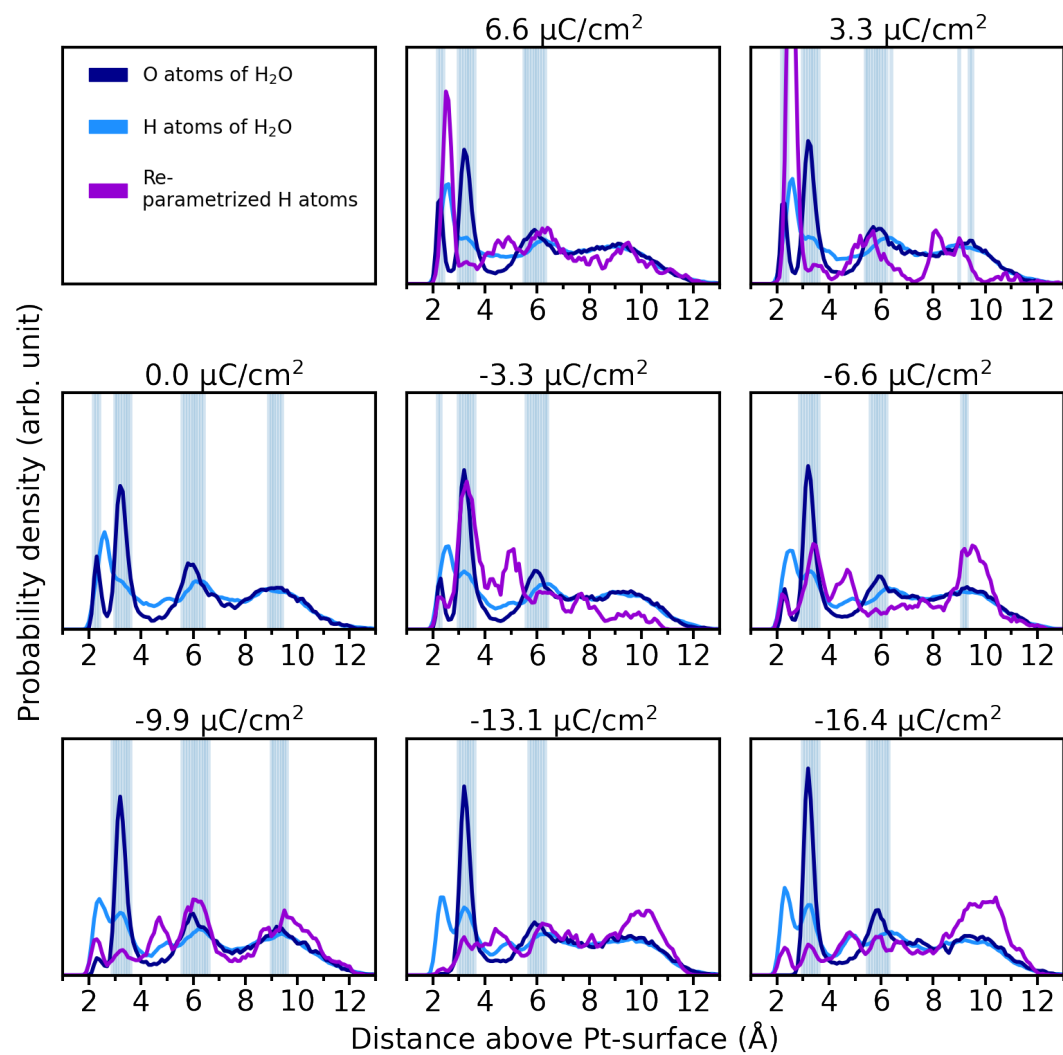 6.6 μC/cm²
3.3 μC/cm²
O atoms of H₂O
H atoms of H₂O
Re-
parametrized H atoms
2 4 6 8 10 12
2 4 6 8 10 12
Probability density (arb. unit)
0.0 μC/cm²
-3.3 μC/cm²
-6.6 μC/cm²
2 4 6 8 10 12
2 4 6 8 10 12
2 4 6 8 10 12
-9.9 μC/cm²
-13.1 μC/cm²
-16.4 μC/cm²
2 4 6 8 10 12
2 4 6 8 10 12
2 4 6 8 10 12
Distance above Pt-surface (Å)